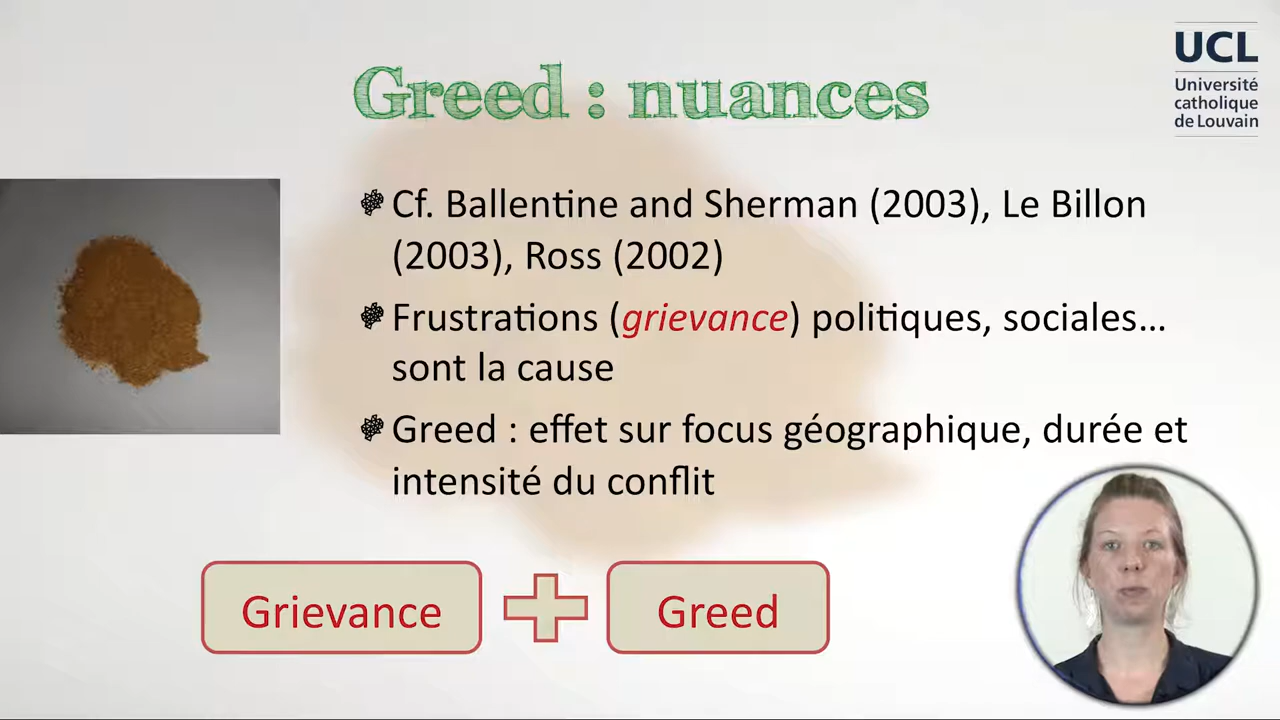 UCL
Université
catholique
de Louvain
Greed : nuances
Cf. Ballentine and Sherman (2003), Le Billon
(2003), Ross (2002)
Frustrations (grievance) politiques, sociales…
sont la cause
Greed : effet sur focus géographique, durée et
intensité du conflit
Grievance
Greed